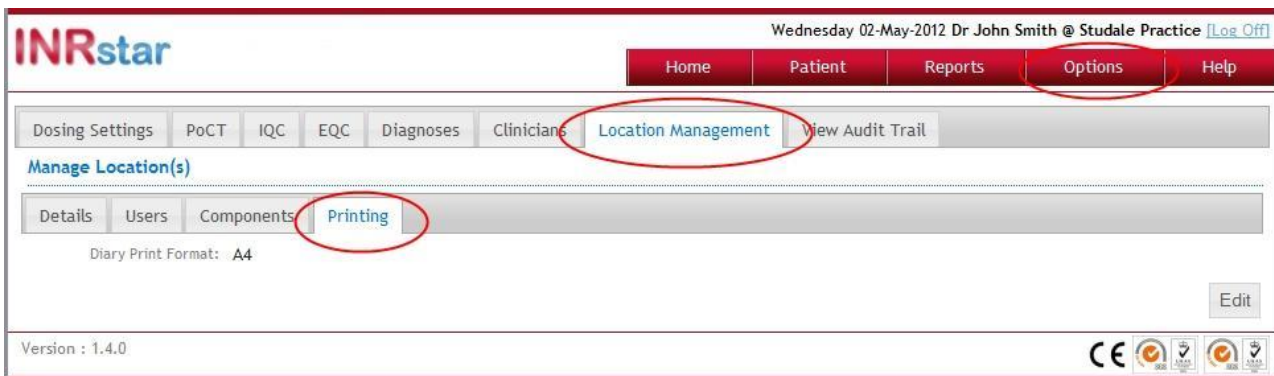 INRstar
Wednesday 02-May-2012 Dr John Smith @ Studale Practice [Log Off]
Home Patient Reports Options Help
Dosing Settings PoCT IQC EQC Diagnoses Clinicians Location Management View Audit Trail
Manage Location(s)
Details Users Components Printing
Diary Print Format: A4
Edit
Version : 1.4.0
CE SGS SGS